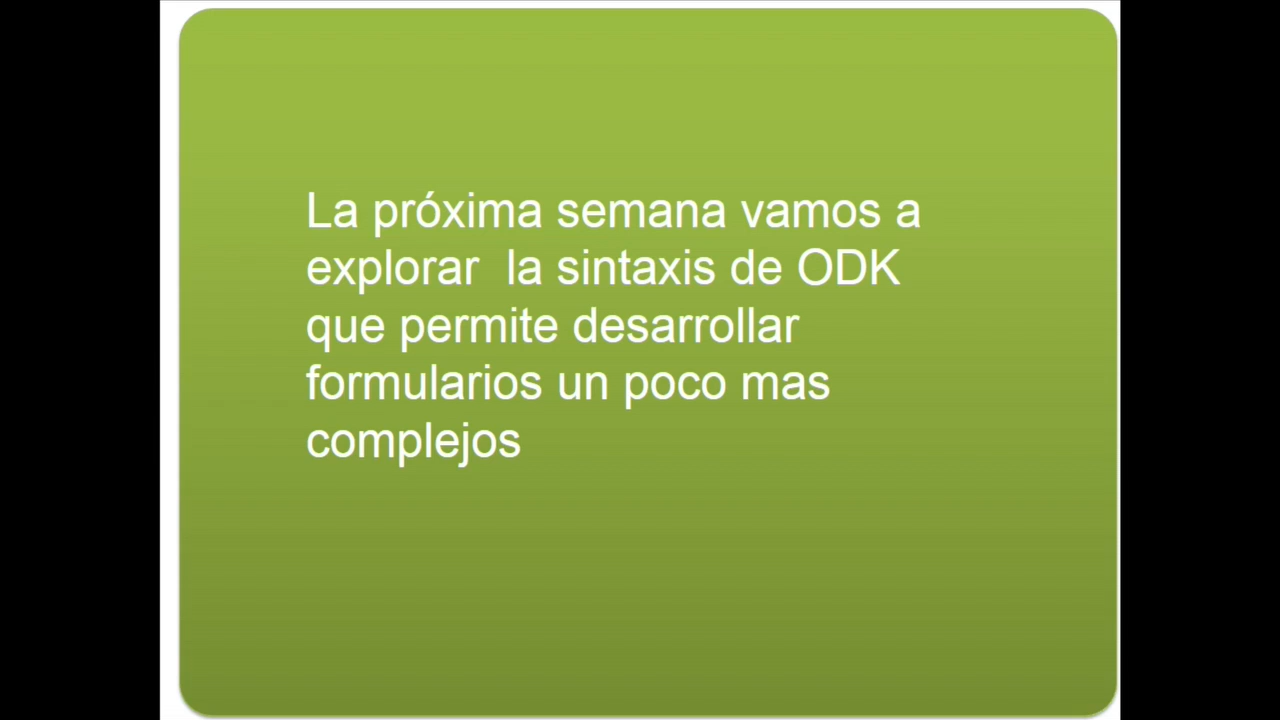 La próxima semana vamos a
explorar  la sintaxis de ODK
que permite desarrollar
formularios un poco mas
complejos